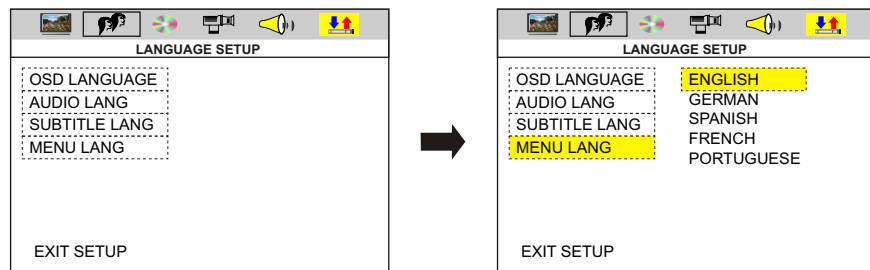 LANGUAGE SETUP
OSD LANGUAGE
AUDIO LANG
SUBTITLE LANG
MENU LANG
EXIT SETUP
LANGUAGE SETUP
OSD LANGUAGE
AUDIO LANG
SUBTITLE LANG
MENU LANG
ENGLISH
GERMAN
SPANISH
FRENCH
PORTUGUESE
EXIT SETUP